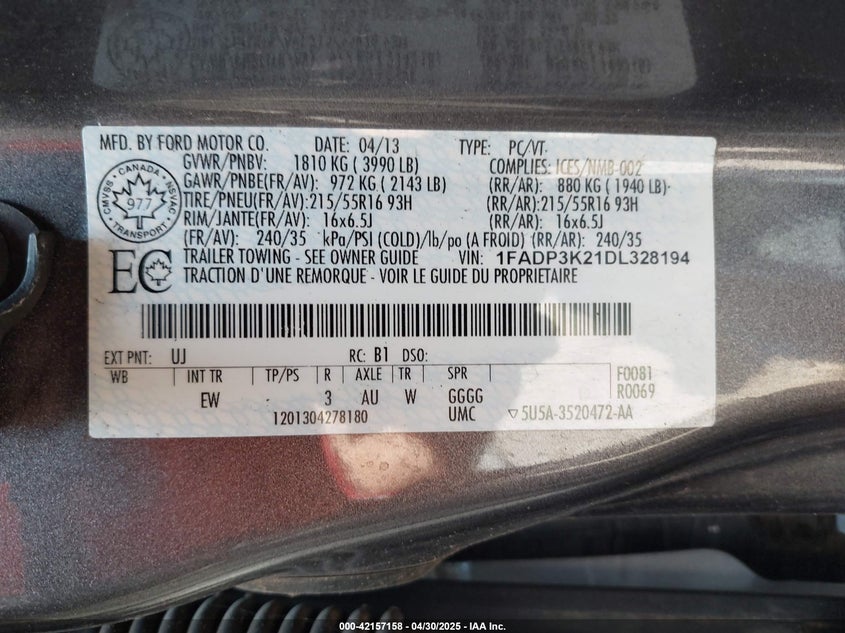 MFD. BY FORD MOTOR CO. DATE: 04/13 TYPE: PC/VT
GVWR/PNBV: 1810 KG ( 3990 LB) COMPLIES: ICES/NMB-002
GAWR/PNBE(FR/AV): 972 KG ( 2143 LB) (RR/AR): 880 KG ( 1940 LB)
TIRE/PNEU(FR/AV):215/55R16 93H (RR/AR):215/55R16 93H
RIM/JANTE(FR/AV): 16x6.5J (RR/AR): 16x6.5J
(FR/AV): 240/35 kPa/PSI (COLD)/lb/po (A FROID) (RR/AR): 240/35
TRAILER TOWING - SEE OWNER GUIDE VIN: 1FADP3K21DL328194
TRACTION D'UNE REMORQUE - VOIR LE GUIDE DU PROPRIETAIRE
CMVSS CANADA NSVAC
977
TRANSPORT
EC
EXT PNT: UJ RC: B1 DSO:
WB INT TR TP/PS R AXLE TR SPR F0081
R0069
EW - 3 AU W GGGG
1201304278180 UMC ▽5U5A-3520472-AA
000-42157158 - 04/30/2025 - IAA Inc.